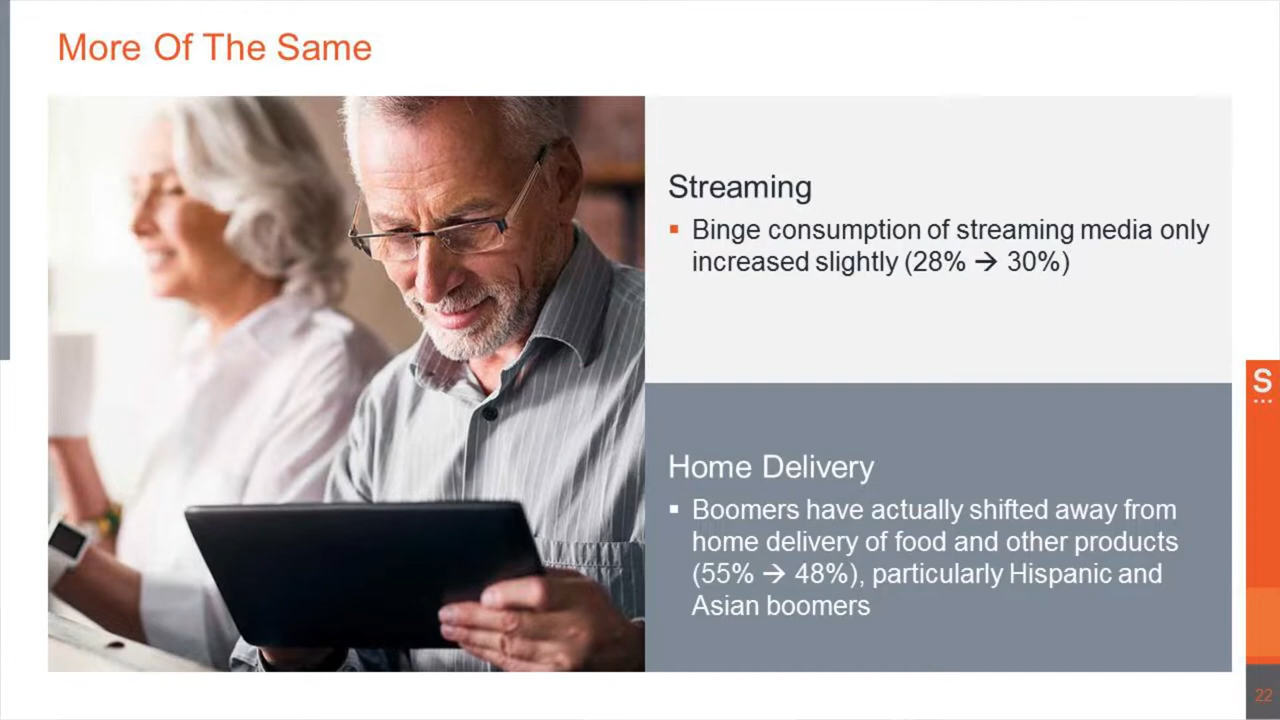 More Of The Same
Streaming
▪ Binge consumption of streaming media only
increased slightly (28% → 30%)
Home Delivery
▪ Boomers have actually shifted away from
home delivery of food and other products
(55% → 48%), particularly Hispanic and
Asian boomers
S
...
22